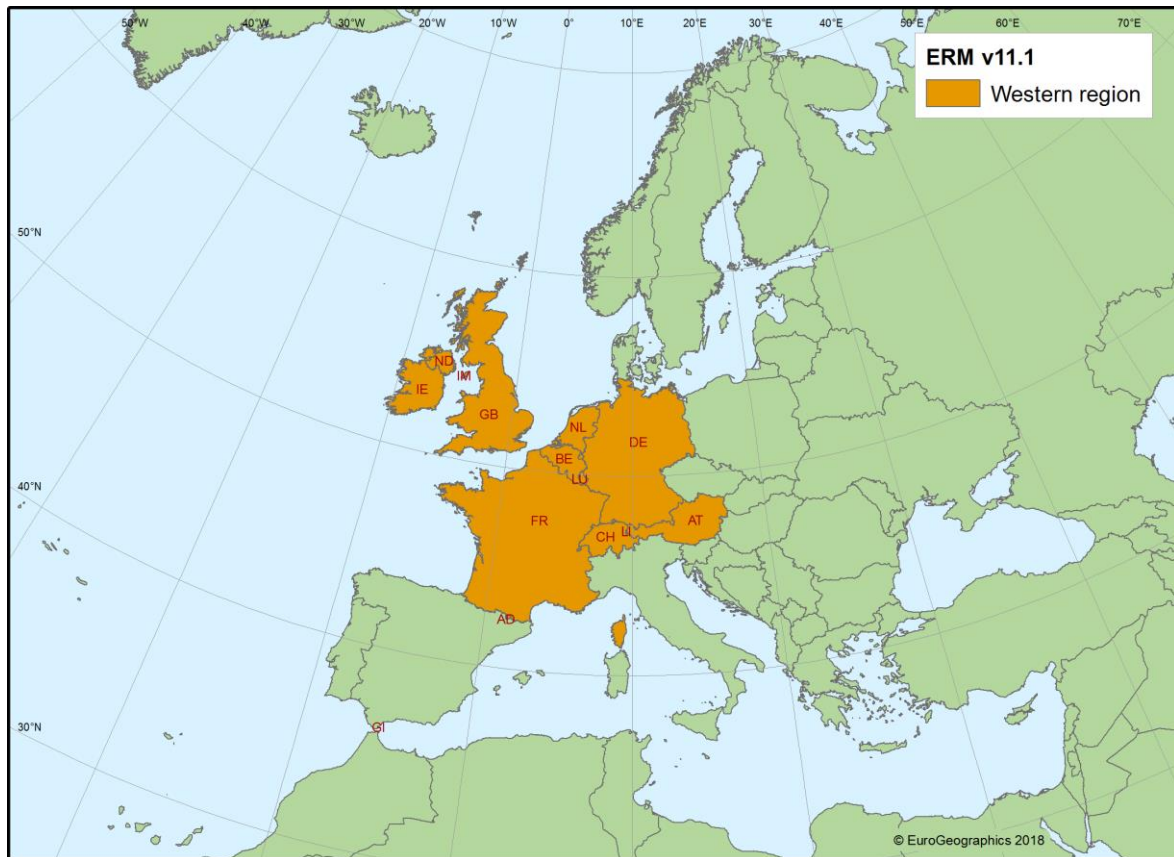 50°W
40°W
30°W
20°W
10°W
0°
10°E
20°E
30°E
40°E
50°E
60°E
70°E
ERM v11.1
Western region
50°N
ND
IM
IE
GB
NL
DE
BE
LU
40°N
FR
AT
CH
LI
AD
GI
30°N
© EuroGeographics 2018